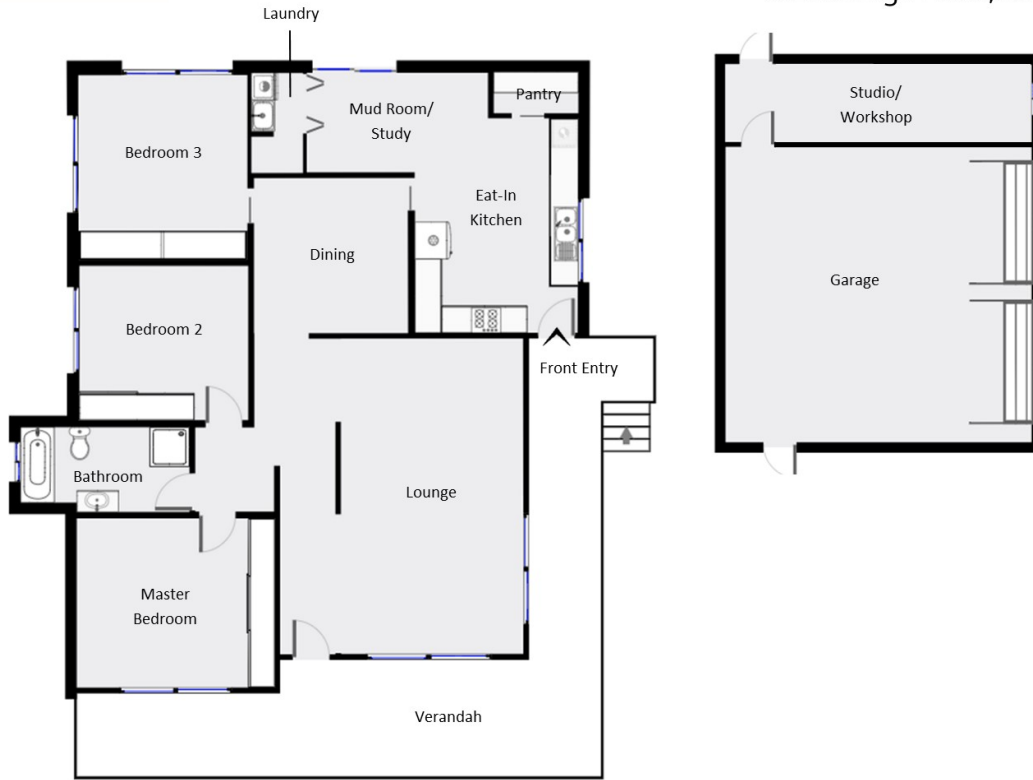 Laundry
Pantry
Mud Room/
Study
Studio/
Workshop
Bedroom 3
Eat-In
Kitchen
Dining
Garage
Bedroom 2
Front Entry
Bathroom
Lounge
Master
Bedroom
Verandah